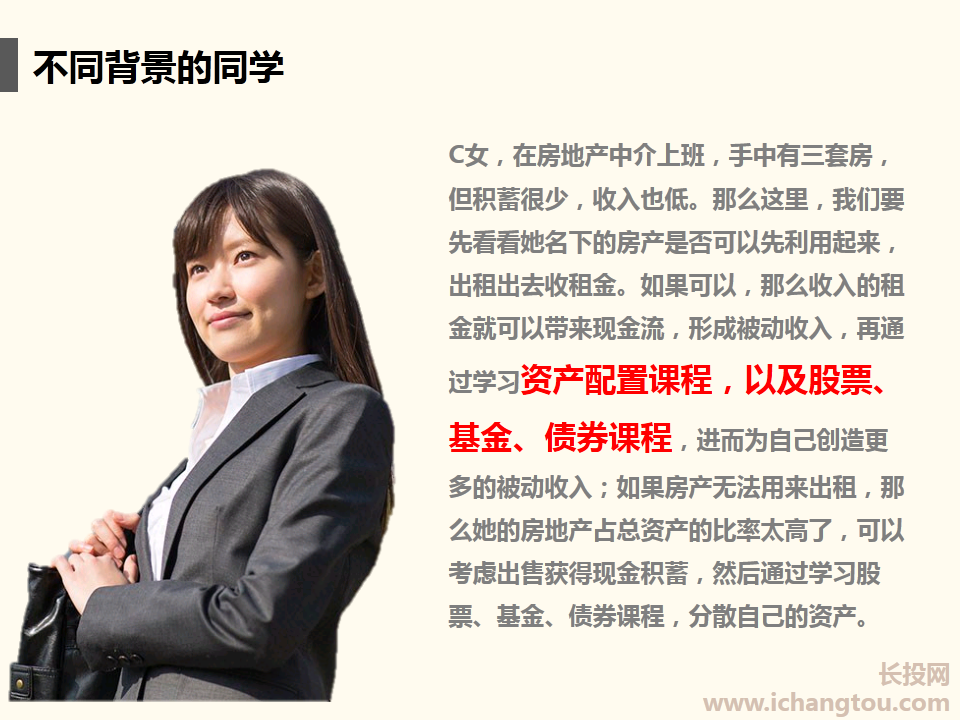 不同背景的同学
C女，在房地产中介上班，手中有三套房，
但积蓄很少，收入也低。那么这里，我们要
先看看她名下的房产是否可以先利用起来，
出租出去收租金。如果可以，那么收入的租
金就可以带来现金流，形成被动收入，再通
过学习资产配置课程，以及股票、
基金、债券课程，进而为自己创造更
多的被动收入；如果房产无法用来出租，那
么她的房地产占总资产的比率太高了，可以
考虑出售获得现金积蓄，然后通过学习股
票、基金、债券课程，分散自己的资产。
长投网
www.ichangtou.com